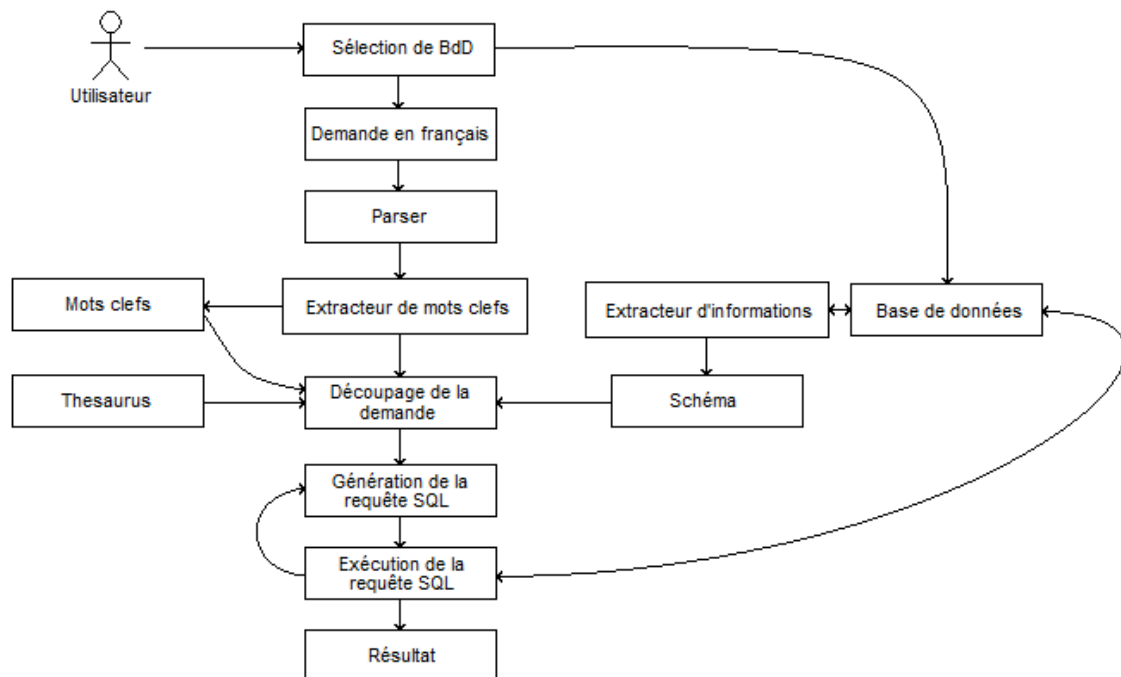 Sélection de BdD
Utilisateur
Demande en français
Parser
Mots clefs
Extracteur de mots clefs
Extracteur d'informations
Base de données
Thesaurus
Découpage de la
demande
Schéma
Génération de la
requête SQL
Exécution de la
requête SQL
Résultat